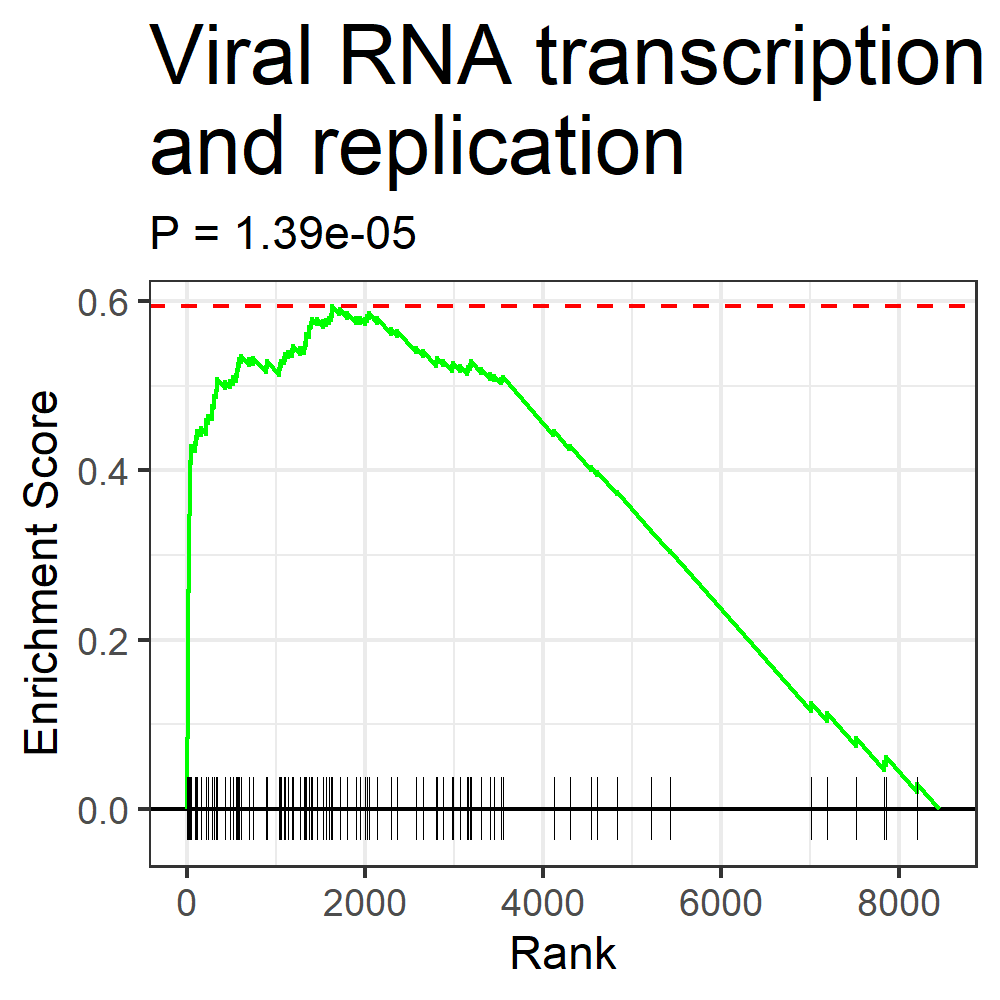 Viral RNA transcription
and replication
P = 1.39e-05
Enrichment Score
0.6
0.4
0.2
0.0
0 2000 4000 6000 8000
Rank